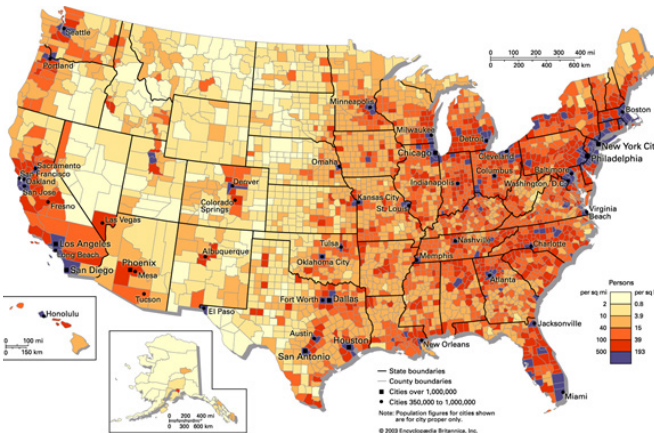 Seattle
Portland
Minneapolis
Milwaukee
Detroit
Boston
Chicago
Cleveland
New York City
Philadelphia
Sacramento
San Francisco
Oakland
San Jose
Fresno
Denver
Colorado
Springs
Omaha
Indianapolis
Columbus
Baltimore
Washington, D.C.
Kansas City
St. Louis
Virginia
Beach
Las Vegas
Los Angeles
Long Beach
San Diego
Phoenix
Mesa
Tucson
Albuquerque
Tulsa
Oklahoma City
Nashville
Memphis
Charlotte
Atlanta
El Paso
Fort Worth
Dallas
Austin
San Antonio
Houston
New Orleans
Jacksonville
Miami
Honolulu
0 100 200 300 400 mi
0 200 400 600 km
0 100 mi
0 150 km
0 200 400 mi
0 300 600 km
Persons
per sq mi per sq km
2 0.8
10 3.9
40 15
100 39
500 193
State boundaries
County boundaries
Cities over 1,000,000
Cities 350,000 to 1,000,000
Note: Population figures for cities shown
are for city proper only.
© 2003 Encyclopædia Britannica, Inc.